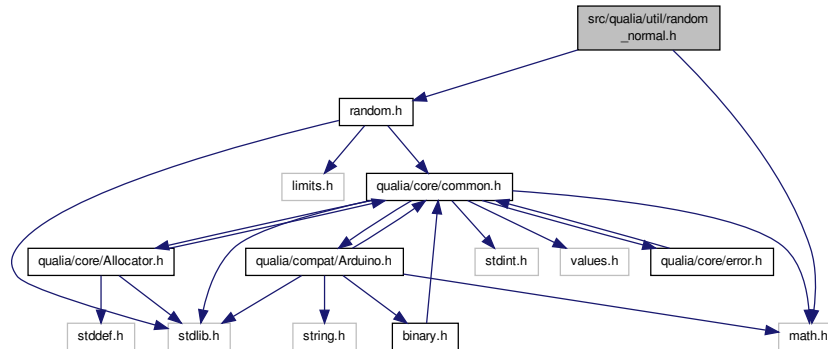 src/qualia/util/random
_normal.h
random.h
limits.h
qualia/core/common.h
qualia/core/Allocator.h
qualia/compat/Arduino.h
stdint.h
values.h
qualia/core/error.h
stddef.h
stdlib.h
string.h
binary.h
math.h